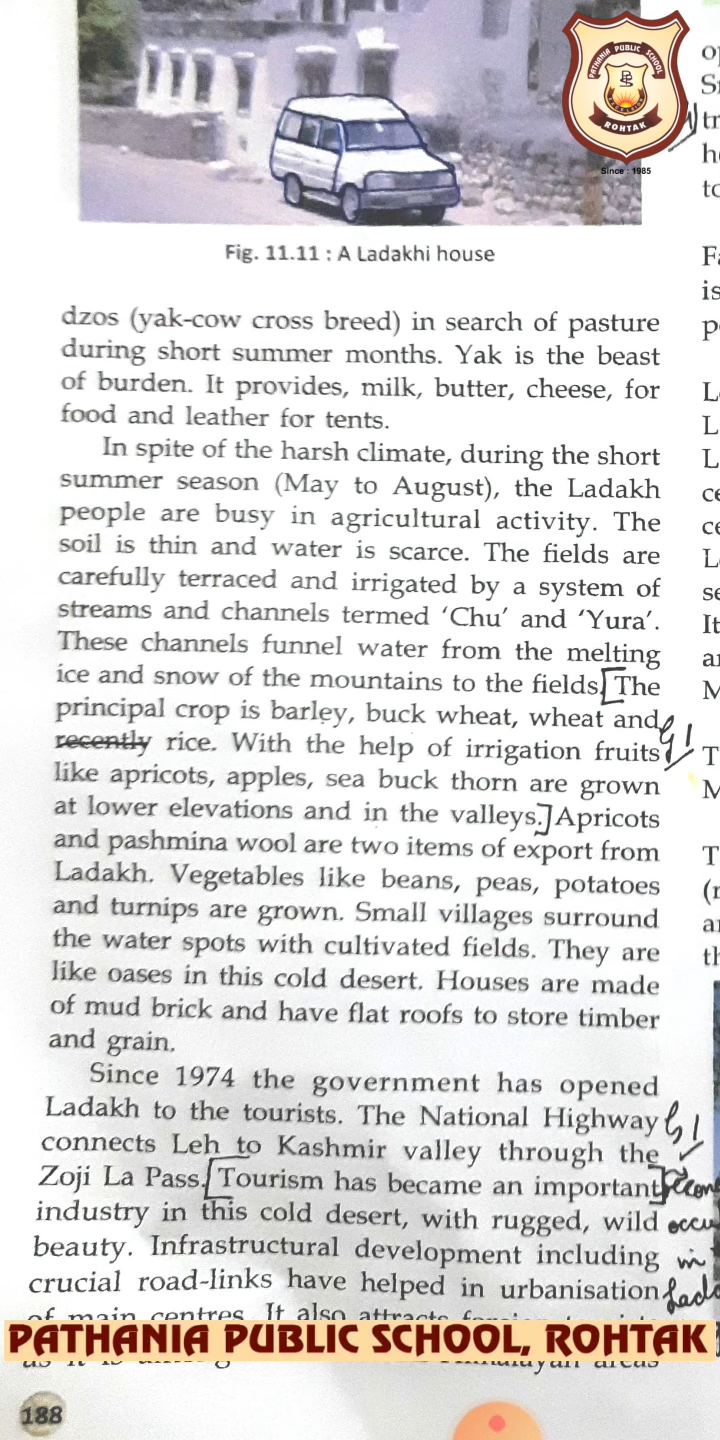 PATHANIA PUBLIC SCHOOL
ROHTAK
Since : 1985
Fig. 11.11 : A Ladakhi house
dzos (yak-cow cross breed) in search of pasture
during short summer months. Yak is the beast
of burden. It provides, milk, butter, cheese, for
food and leather for tents.
In spite of the harsh climate, during the short
summer season (May to August), the Ladakh
people are busy in agricultural activity. The
soil is thin and water is scarce. The fields are
carefully terraced and irrigated by a system of
streams and channels termed ‘Chu’ and ‘Yura’.
These channels funnel water from the melting
ice and snow of the mountains to the fields. [The
principal crop is barley, buck wheat, wheat and
recently rice. With the help of irrigation fruits
like apricots, apples, sea buck thorn are grown
at lower elevations and in the valleys.] Apricots
and pashmina wool are two items of export from
Ladakh. Vegetables like beans, peas, potatoes
and turnips are grown. Small villages surround
the water spots with cultivated fields. They are
like oases in this cold desert. Houses are made
of mud brick and have flat roofs to store timber
and grain.
Since 1974 the government has opened
Ladakh to the tourists. The National Highway
connects Leh to Kashmir valley through the
Zoji La Pass. [Tourism has became an important]
industry in this cold desert, with rugged, wild
beauty. Infrastructural development including in
crucial road-links have helped in urbanisation
of main centres. It also attracts
PATHANIA PUBLIC SCHOOL, ROHTAK
areas
188